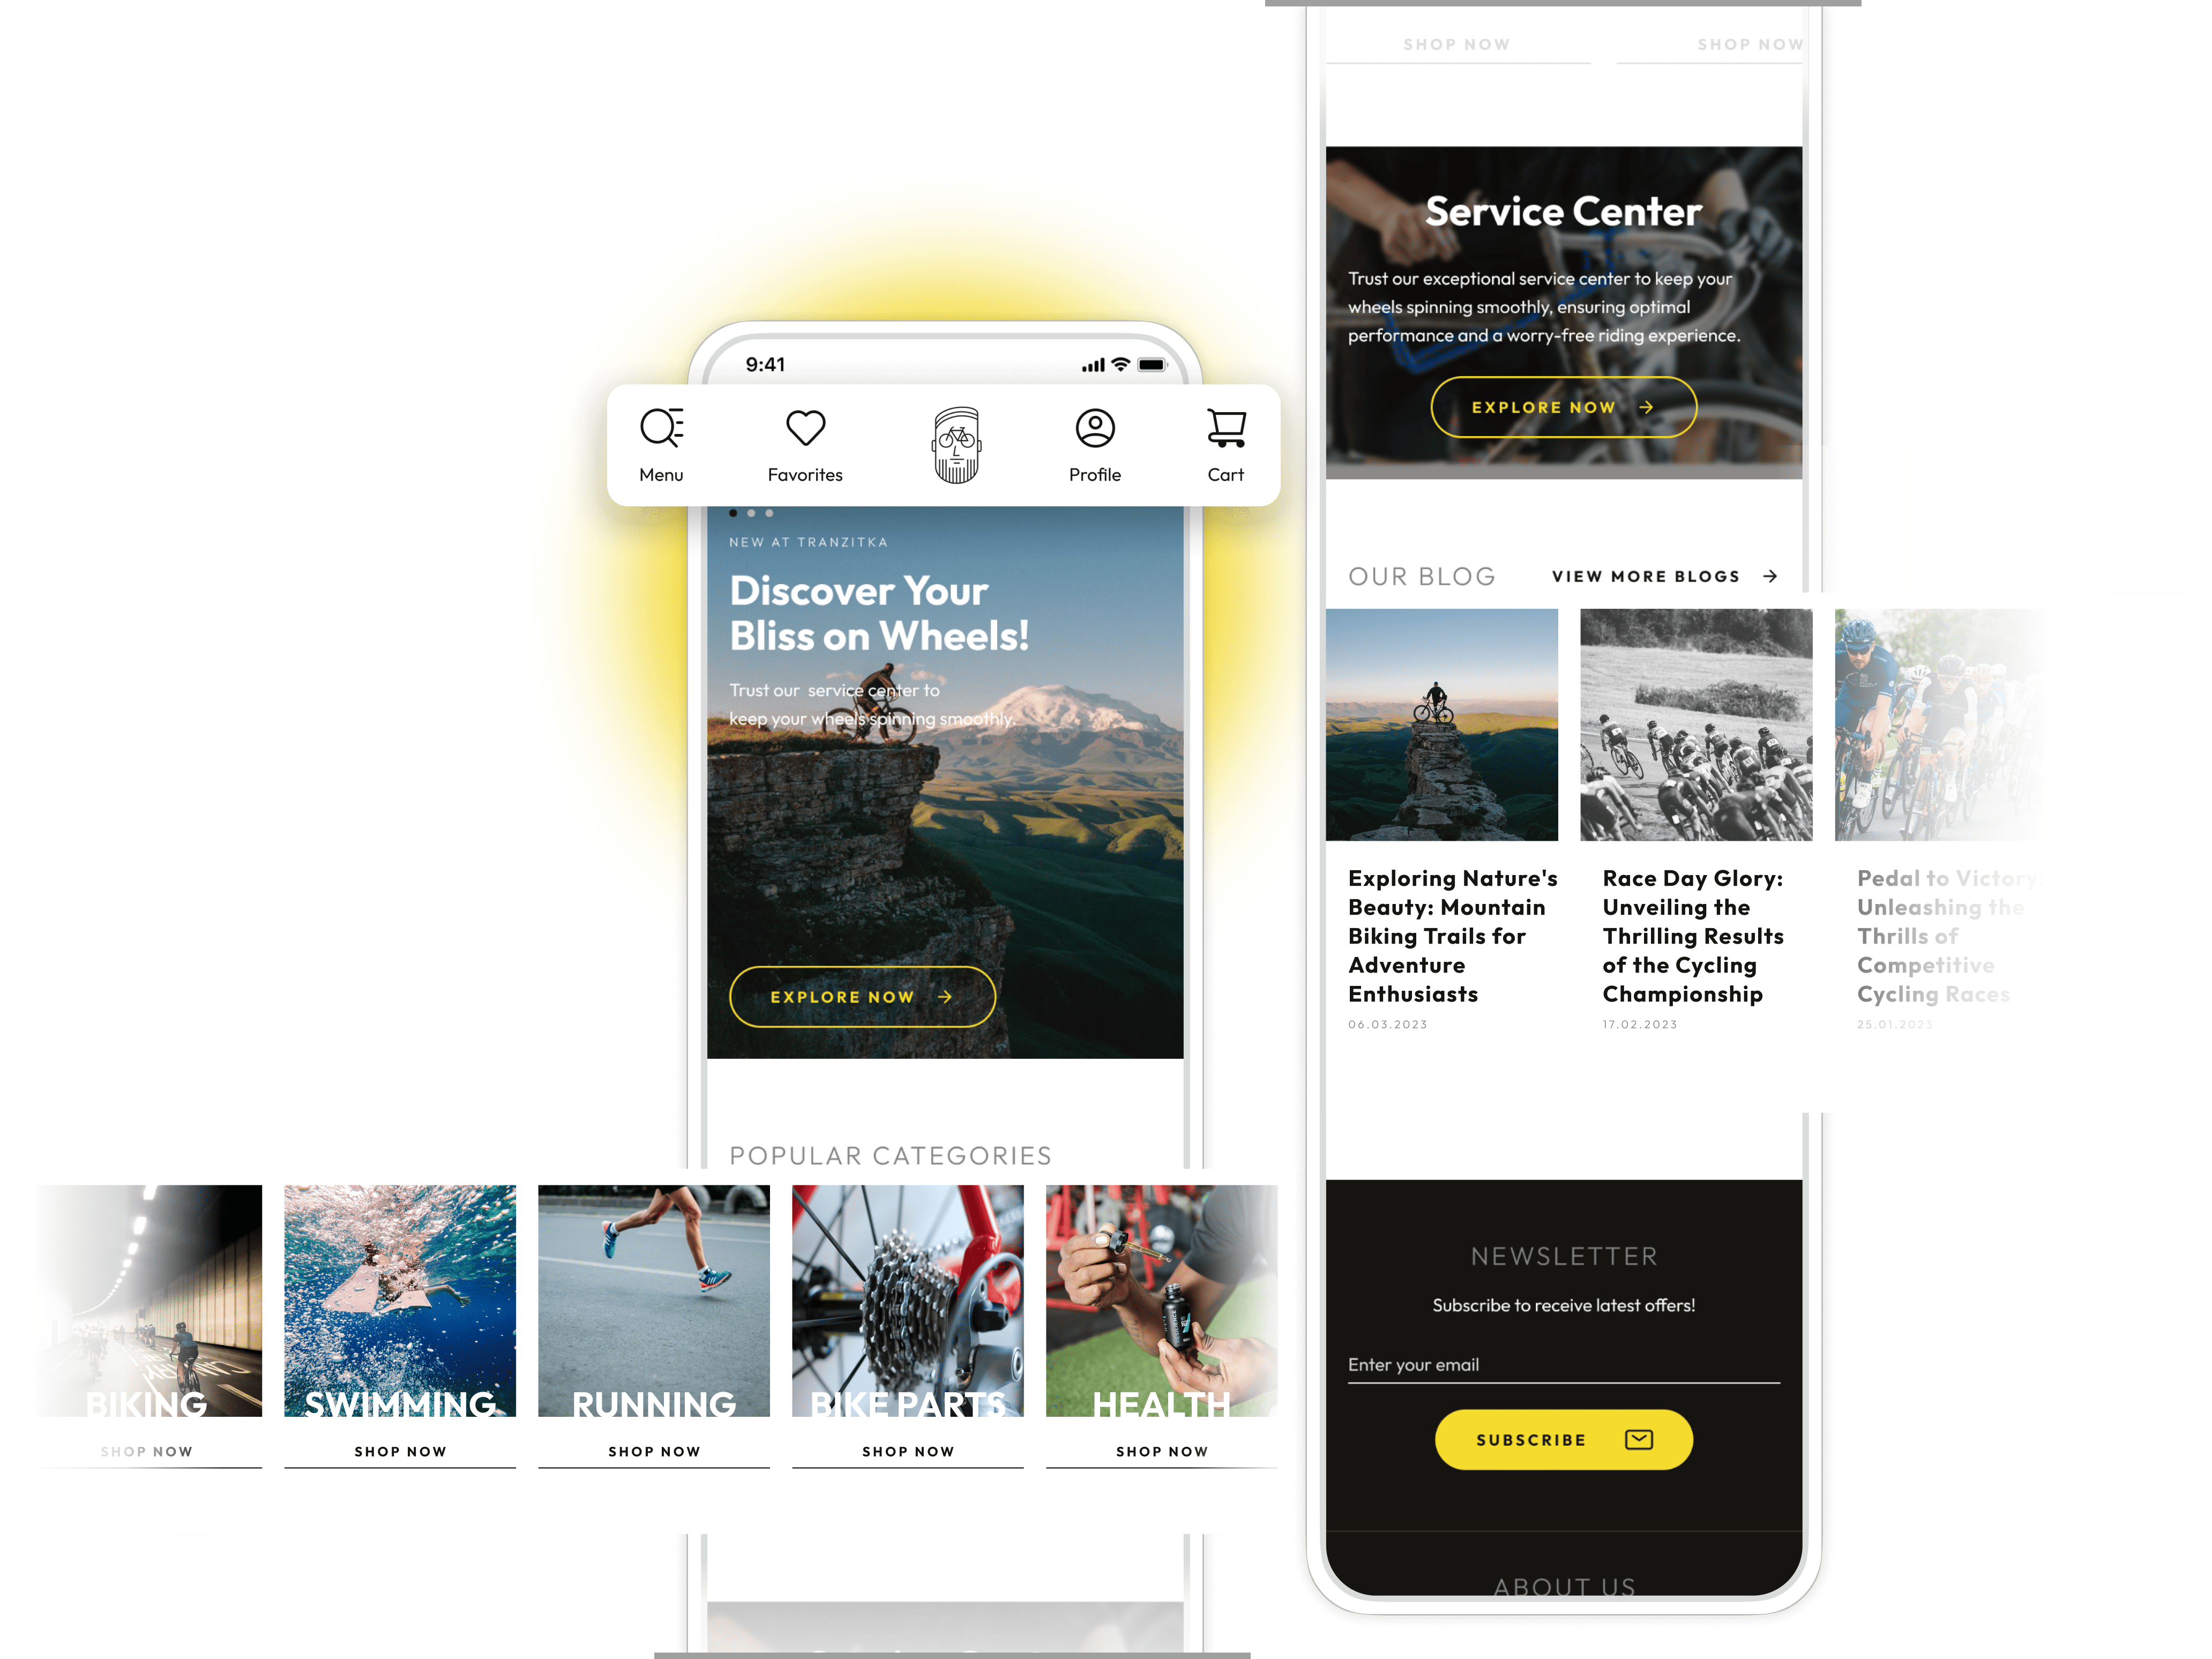 9:41
Menu
Favorites
Profile
Cart
NEW AT TRANZITKA
Discover Your
Bliss on Wheels!
Trust our service center to
keep your wheels spinning smoothly.
EXPLORE NOW
POPULAR CATEGORIES
BIKING
SWIMMING
RUNNING
BIKE PARTS
HEALTH
SHOP NOW
SHOP NOW
SHOP NOW
SHOP NOW
SHOP NOW
SHOP NOW
SHOP NOW
Service Center
Trust our exceptional service center to keep your
wheels spinning smoothly, ensuring optimal
performance and a worry-free riding experience.
EXPLORE NOW
OUR BLOG
VIEW MORE BLOGS
Exploring Nature's
Beauty: Mountain
Biking Trails for
Adventure
Enthusiasts
06.03.2023
Race Day Glory:
Unveiling the
Thrilling Results
of the Cycling
Championship
17.02.2023
Pedal to Victory:
Unleashing the
Thrills of
Competitive
Cycling Races
25.01.2023
NEWSLETTER
Subscribe to receive latest offers!
Enter your email
SUBSCRIBE
ABOUT US